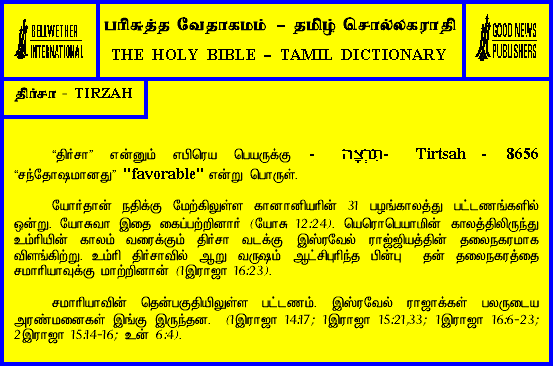 BELLWETHER
INTERNATIONAL
பரிசுத்த வேதாகமம் – தமிழ் சொல்லகராதி
THE HOLY BIBLE – TAMIL DICTIONARY
GOOD NEWS
PUBLISHERS
திர்சா - TIRZAH
“திர்சா” என்னும் எபிரெய பெயருக்கு - תִּרְצָה- Tirtsah - 8656
“சந்தோஷமானது” "favorable" என்று பொருள்.
யோர்தான் நதிக்கு மேற்கிலுள்ள கானானியரின் 31 பழங்காலத்து பட்டணங்களில்
ஒன்று. யோசுவா இதை கைப்பற்றினார் (யோசு 12:24). யெரொபெயாமின் காலத்திலிருந்து
உம்ரியின் காலம் வரைக்கும் திர்சா வடக்கு இஸ்ரவேல் ராஜ்ஜியத்தின் தலைநகரமாக
விளங்கிற்று. உம்ரி திர்சாவில் ஆறு வருஷம் ஆட்சிபுரிந்த பின்பு தன் தலைநகரத்தை
சமாரியாவுக்கு மாற்றினான் (1இராஜா 16:23).
சமாரியாவின் தென்பகுதியிலுள்ள பட்டணம். இஸ்ரவேல் ராஜாக்கள் பலருடைய
அரண்மனைகள் இங்கு இருந்தன. (1இராஜா 14:17; 1இராஜா 15:21,33; 1இராஜா 16:6-23;
2இராஜா 15:14-16; உன் 6:4).